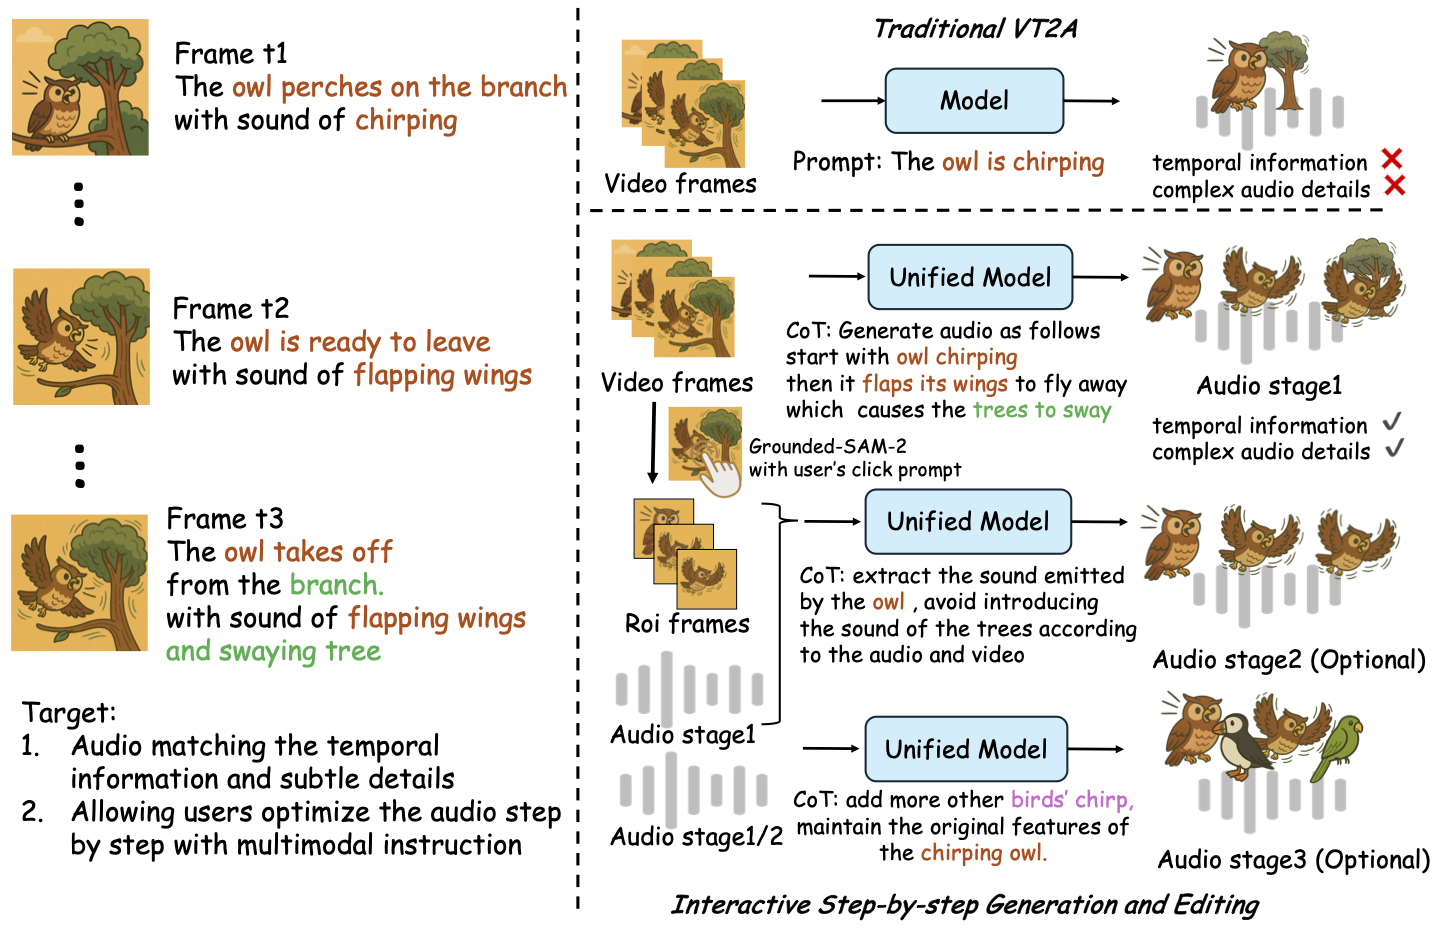 Frame t1
The owl perches on the branch
with sound of chirping
Frame t2
The owl is ready to leave
with sound of flapping wings
Frame t3
The owl takes off
from the branch.
with sound of flapping wings
and swaying tree
Target:
1. Audio matching the temporal
information and subtle details
2. Allowing users optimize the audio step
by step with multimodal instruction
Traditional VT2A
Video frames
Model
Prompt: The owl is chirping
temporal information
complex audio details
Video frames
Unified Model
CoT: Generate audio as follows
start with owl chirping
then it flaps its wings to fly away
which causes the trees to sway
Audio stage1
temporal information
complex audio details
Grounded-SAM-2
with user's click prompt
Roi frames
Audio stage1
Unified Model
CoT: extract the sound emitted
by the owl , avoid introducing
the sound of the trees according
to the audio and video
Audio stage2 (Optional)
Audio stage1/2
Unified Model
CoT: add more other birds' chirp,
maintain the original features of
the chirping owl.
Audio stage3 (Optional)
Interactive Step-by-step Generation and Editing